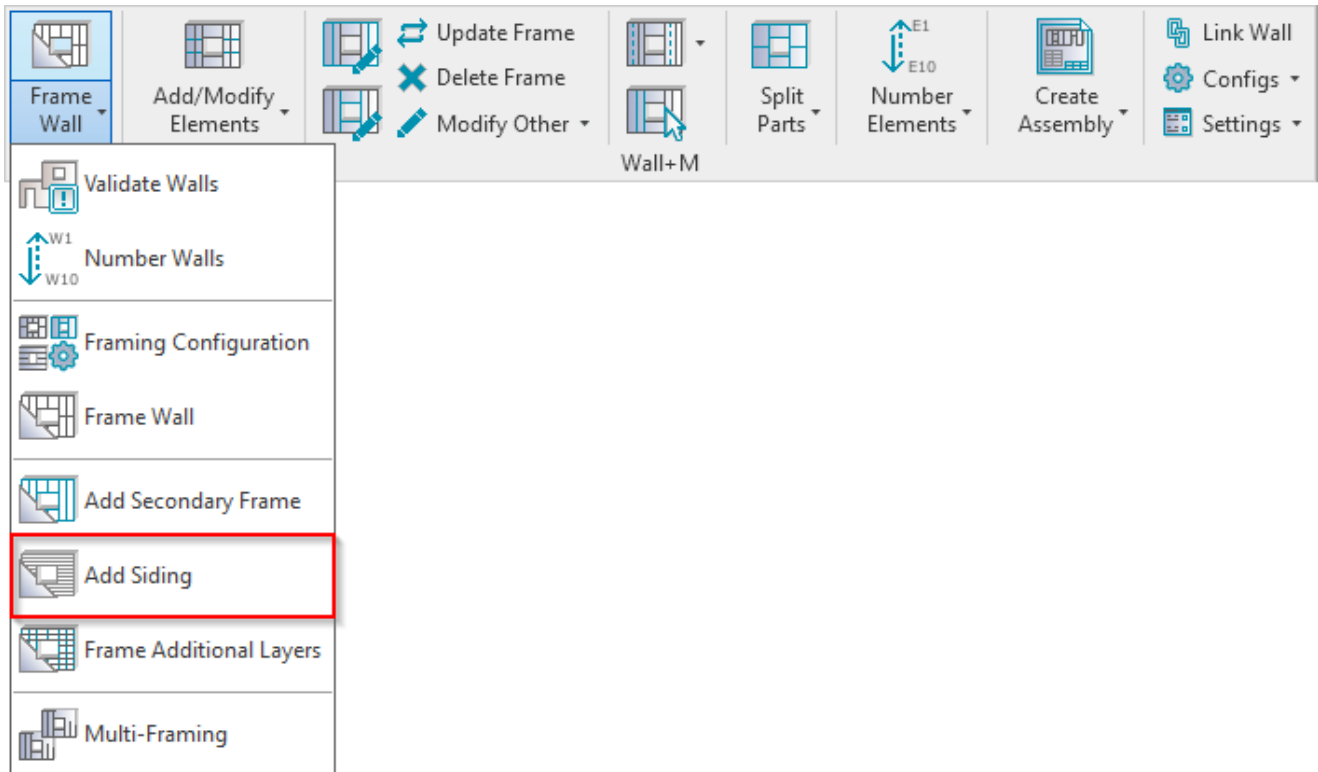 Frame
Wall
Add/Modify
Elements
Update Frame
Delete Frame
Modify Other
Split
Parts
E1
E10
Number
Elements
Create
Assembly
Link Wall
Configs
Settings
Wall+M
Validate Walls
W1
W10
Number Walls
Framing Configuration
Frame Wall
Add Secondary Frame
Add Siding
Frame Additional Layers
Multi-Framing